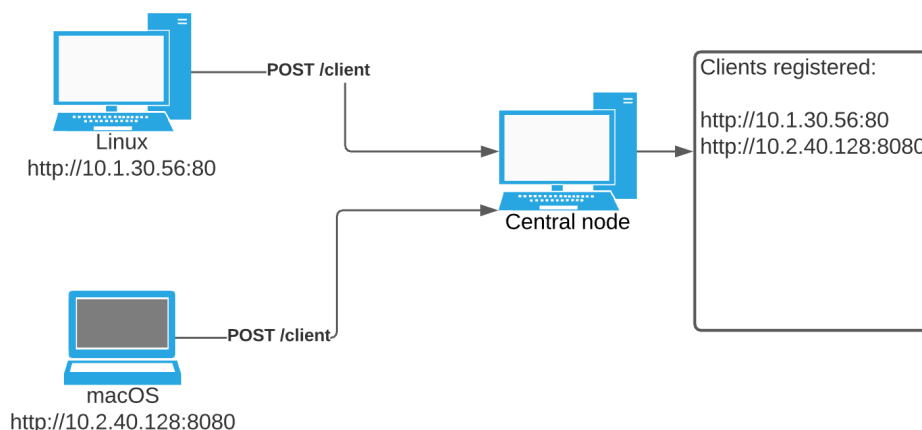 POST /client
Linux
http://10.1.30.56:80
Central node
Clients registered:
http://10.1.30.56:80
http://10.2.40.128:8080
POST /client
macOS
http://10.2.40.128:8080